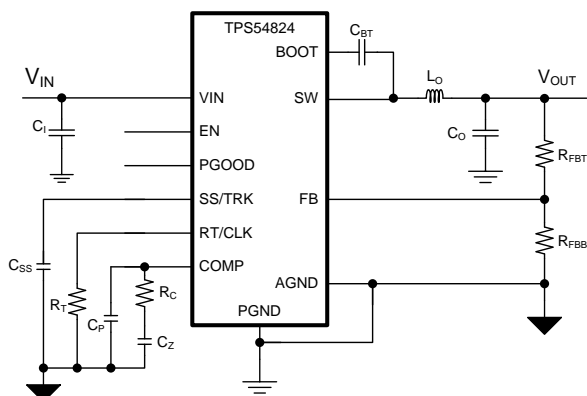 TPS54824
BOOT
C_BT
V_IN
L_O
V_OUT
VIN
SW
C_I
EN
C_O
R_FBT
PGOOD
SS/TRK
FB
RT/CLK
R_FBB
C_SS
COMP
R_T
R_C
AGND
C_P
PGND
C_Z